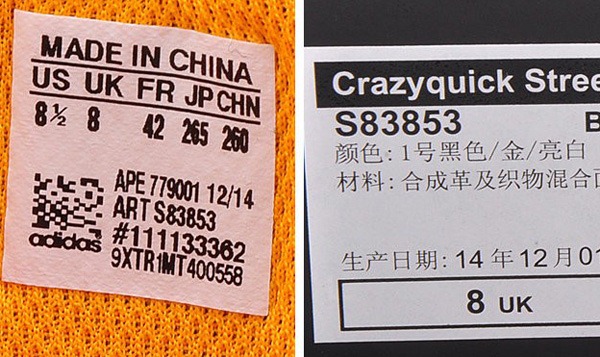 MADE IN CHINA
US UK FR JP CHN
8½ 8 42 265 260
APE 779001 12/14
ART S83853
#111133362
9XTR1MT400558
adidas
Crazyquick Stree
S83853 B
颜色: 1号黑色/金/亮白
材料: 合成革及织物混合面
生产日期: 14 年 12 月 01
8 UK